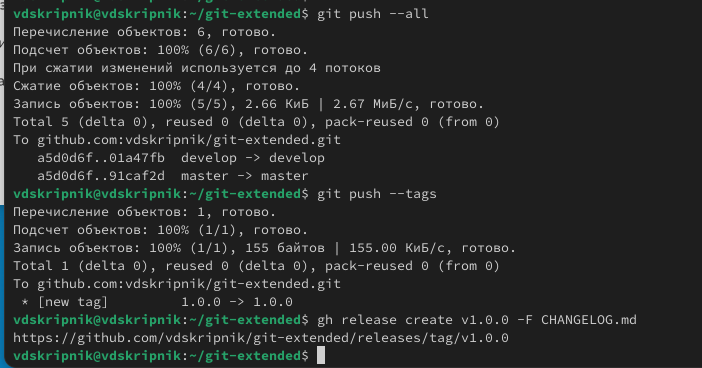 vdskripnik@vdskripnik:~/git-extended$ git push --all
Перечисление объектов: 6, готово.
Подсчет объектов: 100% (6/6), готово.
При сжатии изменений используется до 4 потоков
Сжатие объектов: 100% (4/4), готово.
Запись объектов: 100% (5/5), 2.66 КиБ | 2.67 МиБ/с, готово.
Total 5 (delta 0), reused 0 (delta 0), pack-reused 0 (from 0)
To github.com:vdskripnik/git-extended.git
   a5d0d6f..01a47fb  develop -> develop
   a5d0d6f..91caf2d  master -> master
vdskripnik@vdskripnik:~/git-extended$ git push --tags
Перечисление объектов: 1, готово.
Подсчет объектов: 100% (1/1), готово.
Запись объектов: 100% (1/1), 155 байтов | 155.00 КиБ/с, готово.
Total 1 (delta 0), reused 0 (delta 0), pack-reused 0 (from 0)
To github.com:vdskripnik/git-extended.git
 * [new tag]         1.0.0 -> 1.0.0
vdskripnik@vdskripnik:~/git-extended$ gh release create v1.0.0 -F CHANGELOG.md
https://github.com/vdskripnik/git-extended/releases/tag/v1.0.0
vdskripnik@vdskripnik:~/git-extended$